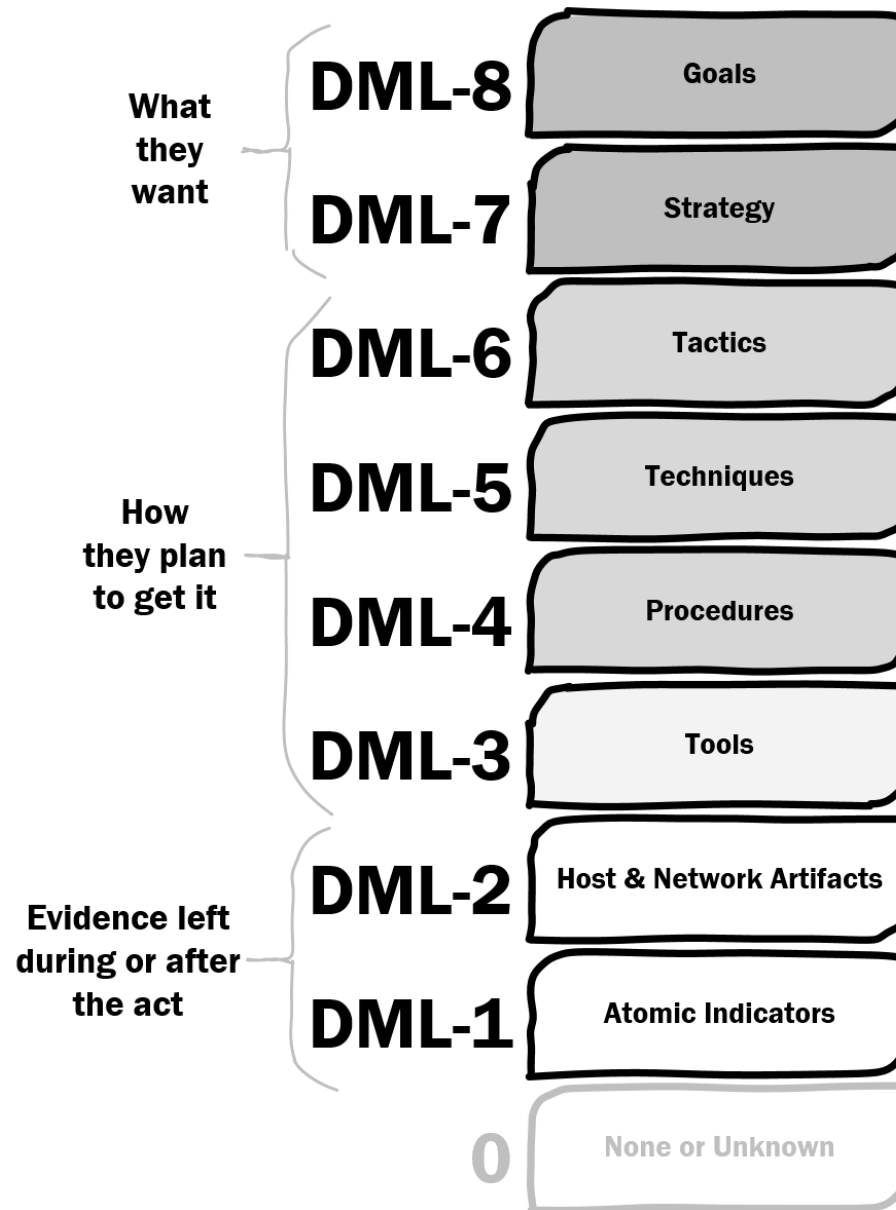 DML-8
Goals
What
they
want
DML-7
Strategy
DML-6
Tactics
DML-5
Techniques
How
they plan
to get it
DML-4
Procedures
DML-3
Tools
DML-2
Host & Network Artifacts
Evidence left
during or after
the act
DML-1
Atomic Indicators
0
None or Unknown